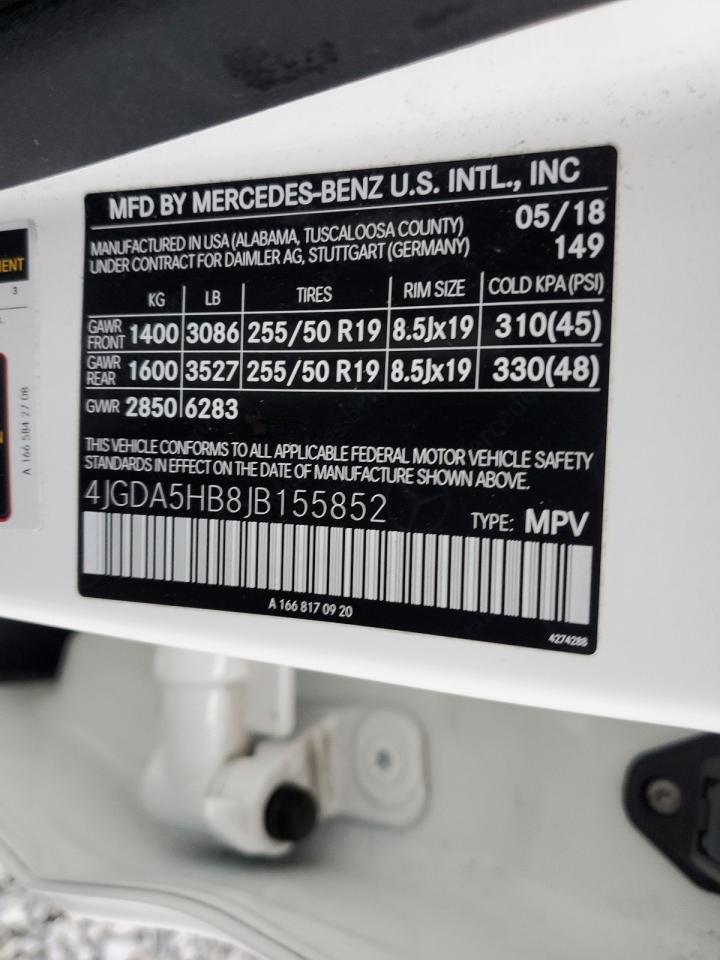 MFD BY MERCEDES-BENZ U.S. INTL., INC
MANUFACTURED IN USA (ALABAMA, TUSCALOOSA COUNTY) 05/18
UNDER CONTRACT FOR DAIMLER AG, STUTTGART (GERMANY) 149
KG LB TIRES RIM SIZE COLD KPA (PSI)
GAWR FRONT 1400 3086 255/50 R19 8.5Jx19 310(45)
GAWR REAR 1600 3527 255/50 R19 8.5Jx19 330(48)
GVWR 2850 6283
THIS VEHICLE CONFORMS TO ALL APPLICABLE FEDERAL MOTOR VEHICLE SAFETY
STANDARDS IN EFFECT ON THE DATE OF MANUFACTURE SHOWN ABOVE.
4JGDA5HB8JB155852 TYPE: MPV
A 166 817 09 20
4274288
3
A 166 584 27 08